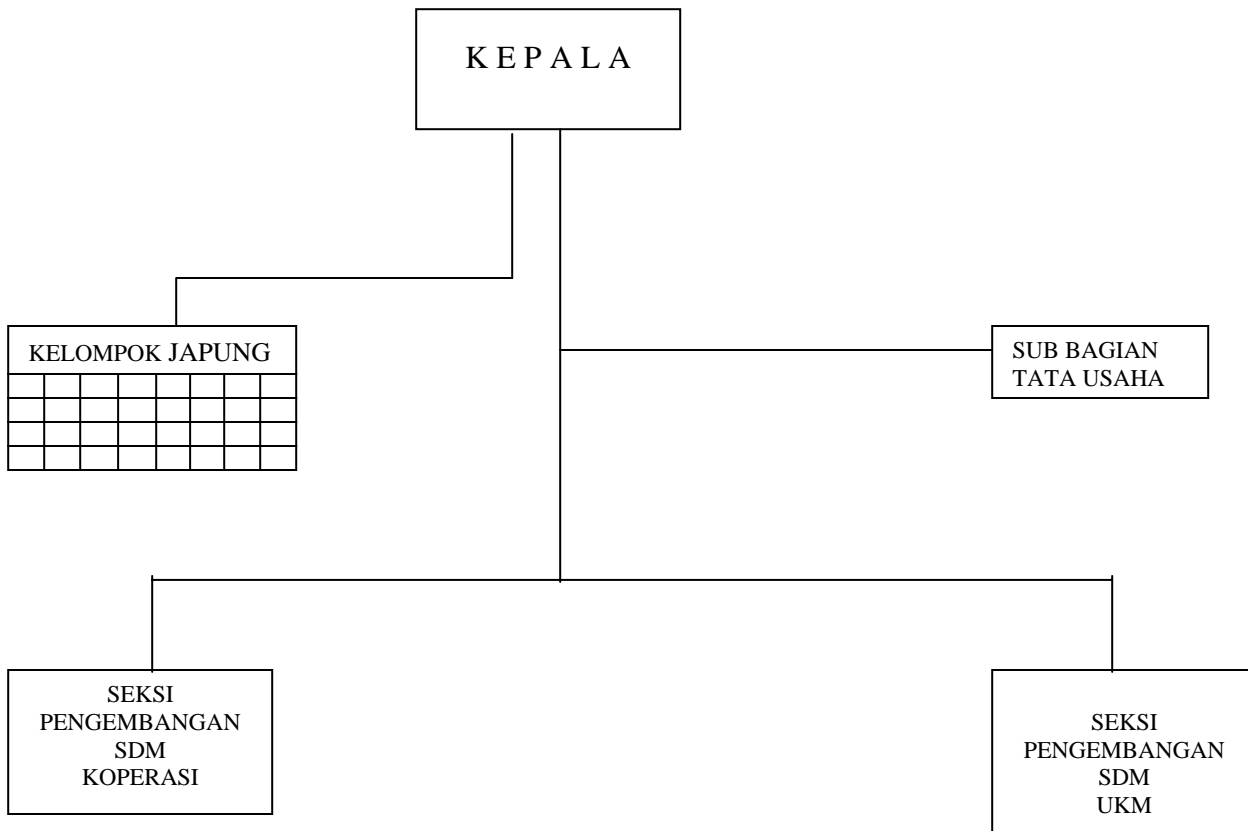 K E P A L A
KELOMPOK JAPUNG
SUB BAGIAN
TATA USAHA
SEKSI
PENGEMBANGAN
SDM
KOPERASI
SEKSI
PENGEMBANGAN
SDM
UKM